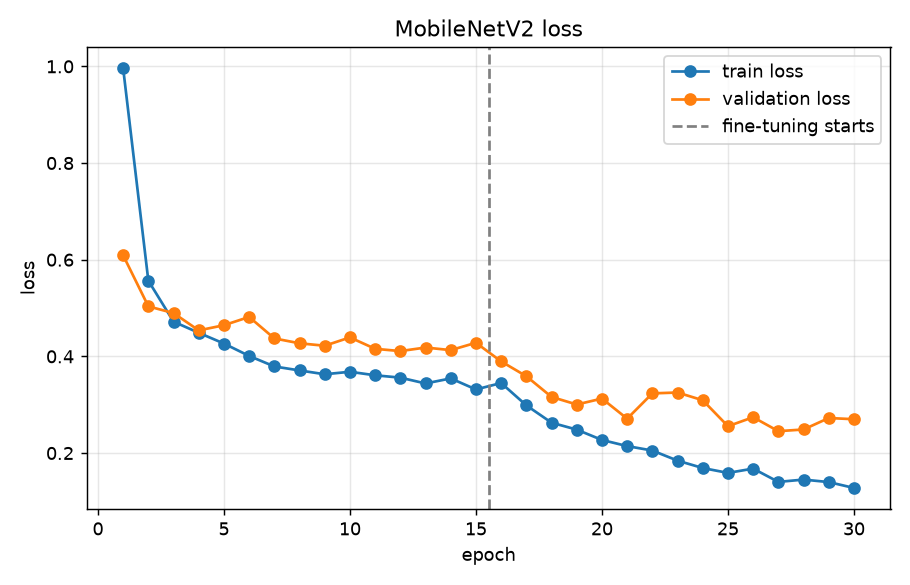 MobileNetV2 loss
train loss
validation loss
fine-tuning starts
loss
1.0
0.8
0.6
0.4
0.2
0 5 10 15 20 25 30
epoch